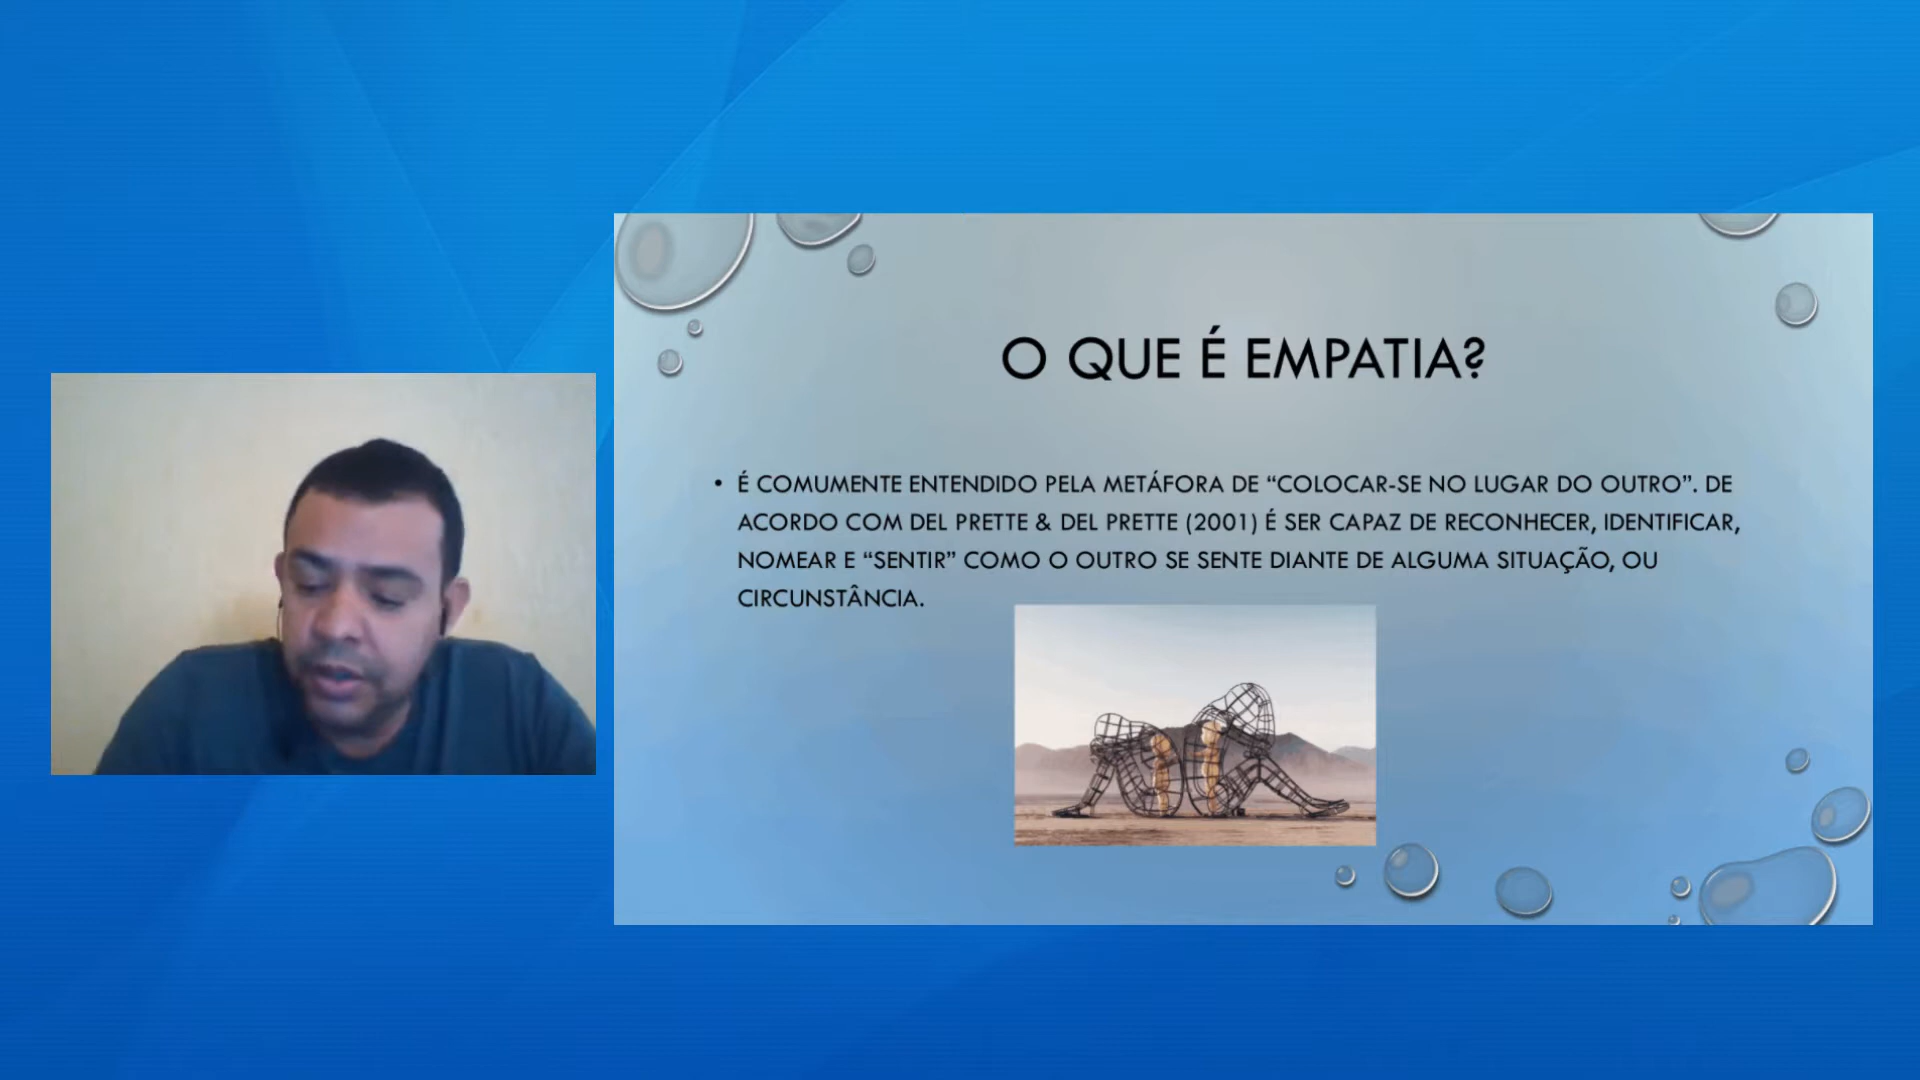 O QUE É EMPATIA?
• É COMUMENTE ENTENDIDO PELA METÁFORA DE “COLOCAR-SE NO LUGAR DO OUTRO”. DE
ACORDO COM DEL PRETTE & DEL PRETTE (2001) É SER CAPAZ DE RECONHECER, IDENTIFICAR,
NOMEAR E “SENTIR” COMO O OUTRO SE SENTE DIANTE DE ALGUMA SITUAÇÃO, OU
CIRCUNSTÂNCIA.